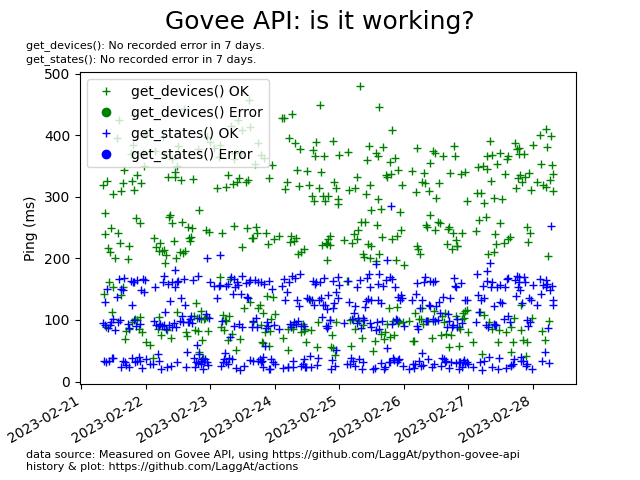 Govee API: is it working?
get_devices(): No recorded error in 7 days.
get_states(): No recorded error in 7 days.
get_devices() OK
get_devices() Error
get_states() OK
get_states() Error
Ping (ms)
500
400
300
200
100
0
2023-02-21
2023-02-22
2023-02-23
2023-02-24
2023-02-25
2023-02-26
2023-02-27
2023-02-28
data source: Measured on Govee API, using https://github.com/LaggAt/python-govee-api
history & plot: https://github.com/LaggAt/actions